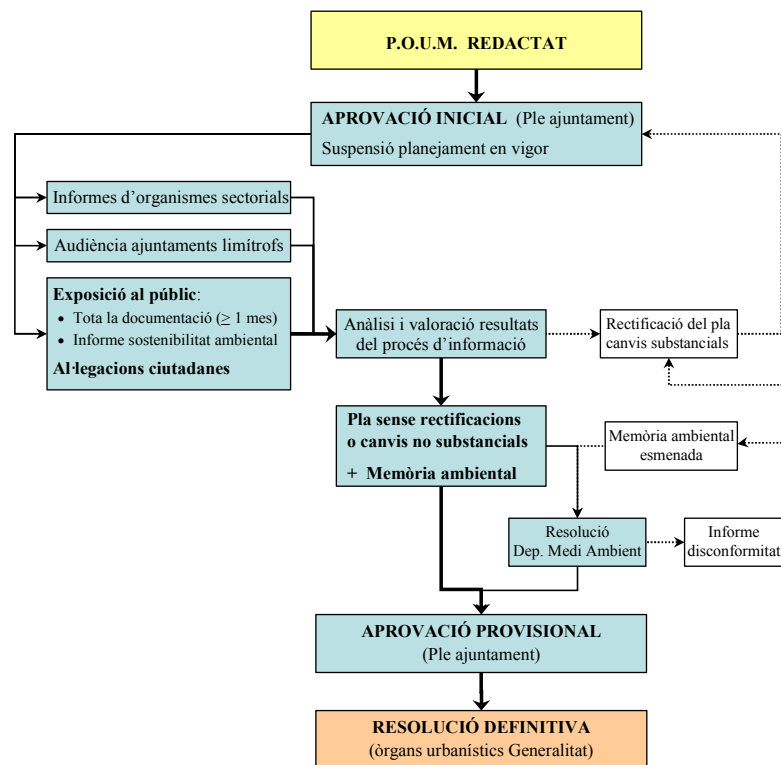 P.O.U.M. REDACTAT
APROVACIÓ INICIAL (Ple ajuntament)
Suspensió planejament en vigor
Informes d'organismes sectorials
Audiència ajuntaments limítrofs
Exposició al públic:
• Tota la documentació (≥ 1 mes)
• Informe sostenibilitat ambiental
Al·legacions ciutadanes
Anàlisi i valoració resultats
del procés d'informació
Rectificació del pla
canvis substancials
Pla sense rectificacions
o canvis no substancials
+ Memòria ambiental
Memòria ambiental
esmenada
Resolució
Dep. Medi Ambient
Informe
disconformitat
APROVACIÓ PROVISIONAL
(Ple ajuntament)
RESOLUCIÓ DEFINITIVA
(òrgans urbanístics Generalitat)